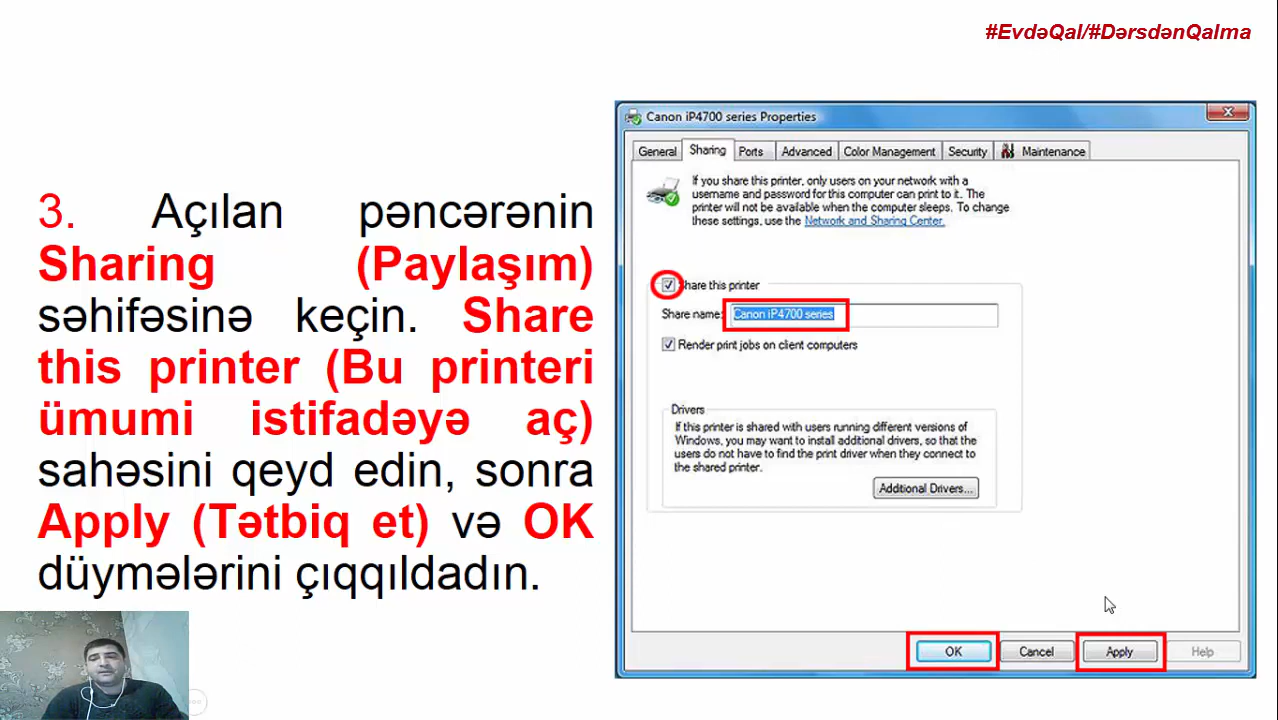 #EvdəQal/#DərsdənQalma
3. Açılan pəncərənin
Sharing (Paylaşım)
səhifəsinə keçin. Share
this printer (Bu printeri
ümumi istifadəyə aç)
sahəsini qeyd edin, sonra
Apply (Tətbiq et) və OK
düymələrini çıqqıldadın.
Canon iP4700 series Properties
General Sharing Ports Advanced Color Management Security Maintenance
If you share this printer, only users on your network with a
username and password for this computer can print to it. The
printer will not be available when the computer sleeps. To change
these settings, use the Network and Sharing Center.
Share this printer
Share name: Canon iP4700 series
Render print jobs on client computers
Drivers
If this printer is shared with users running different versions of
Windows, you may want to install additional drivers, so that the
users do not have to find the print driver when they connect to
the shared printer.
Additional Drivers...
OK Cancel Apply Help